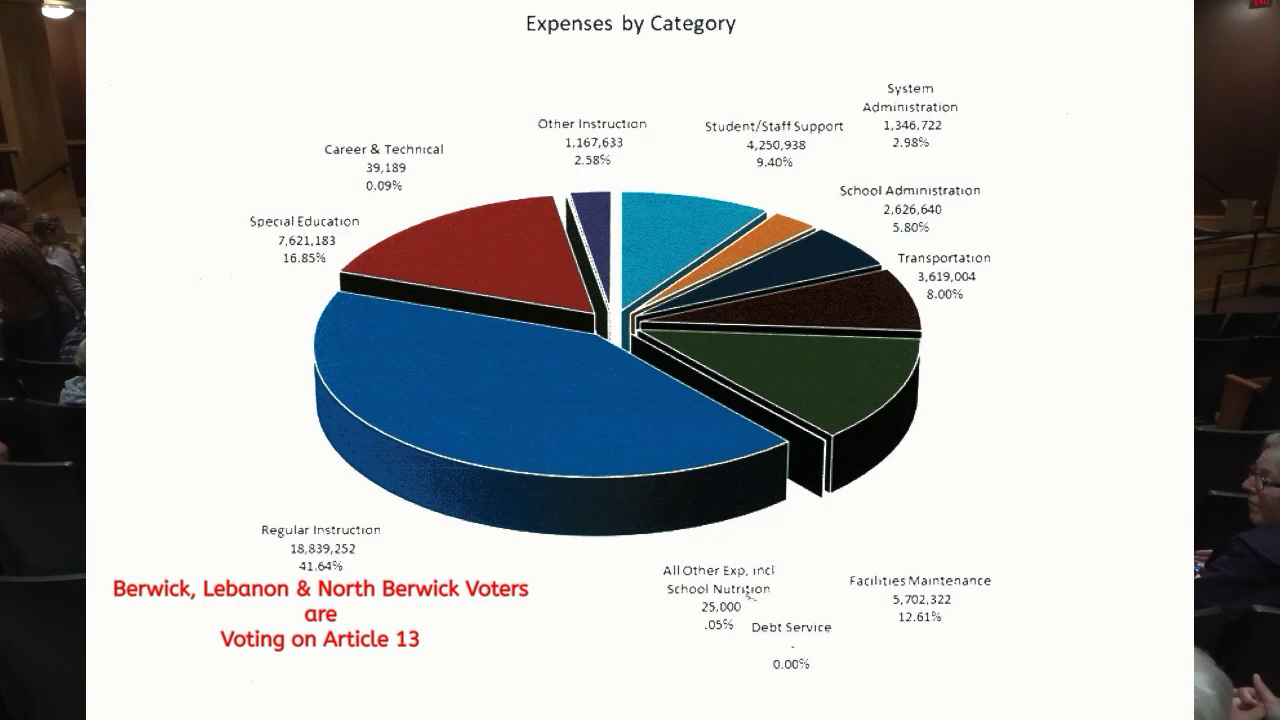 Expenses by Category
System
Administration
1,346,722
2.98%
Other Instruction
1,167,633
2.58%
Student/Staff Support
4,250,938
9.40%
Career & Technical
39,189
0.09%
School Administration
2,626,640
5.80%
Special Education
7,621,183
16.85%
Transportation
3,619,004
8.00%
Regular Instruction
18,839,252
41.64%
All Other Exp, incl
School Nutrition
25,000
.05%
Debt Service
-
0.00%
Facilities Maintenance
5,702,322
12.61%
Berwick, Lebanon & North Berwick Voters
are
Voting on Article 13